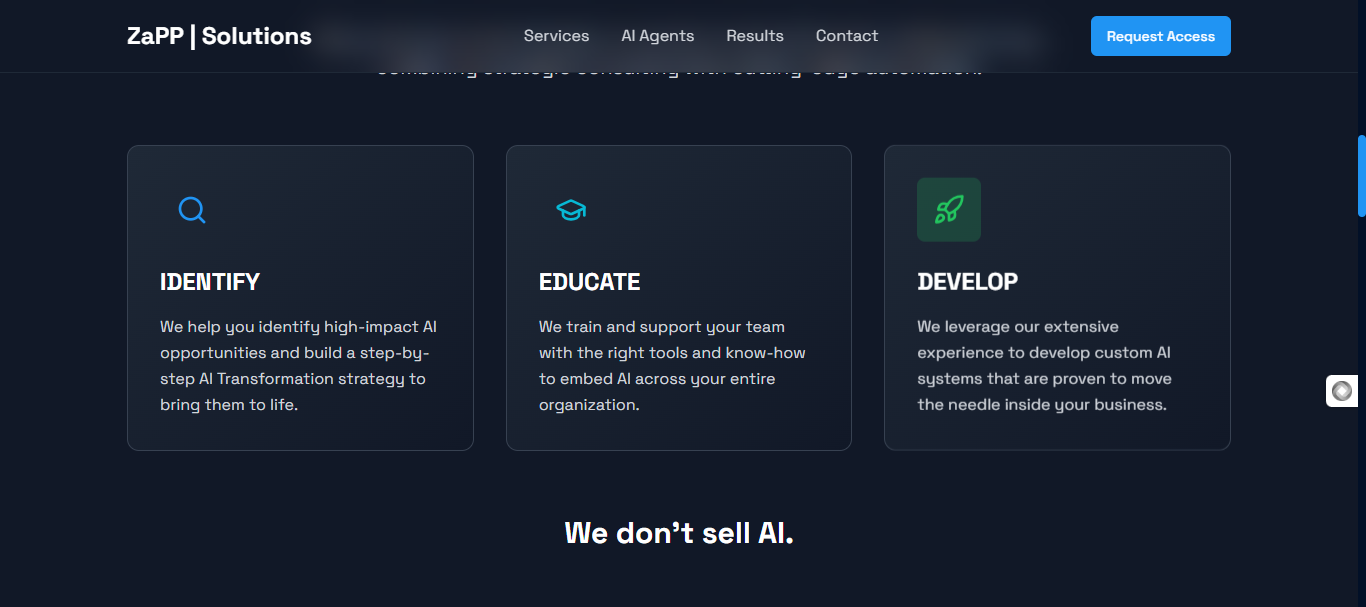 ZaPP | Solutions
Services
AI Agents
Results
Contact
Request Access
combining strategic consulting with cutting-edge automation.
IDENTIFY
We help you identify high-impact AI
opportunities and build a step-by-
step AI Transformation strategy to
bring them to life.
EDUCATE
We train and support your team
with the right tools and know-how
to embed AI across your entire
organization.
DEVELOP
We leverage our extensive
experience to develop custom AI
systems that are proven to move
the needle inside your business.
We don't sell AI.